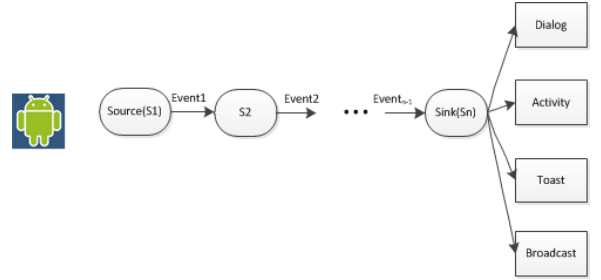 Source(S1)
Event1
S2
Event2
•••
Eventn-1
Sink(Sn)
Dialog
Activity
Toast
Broadcast